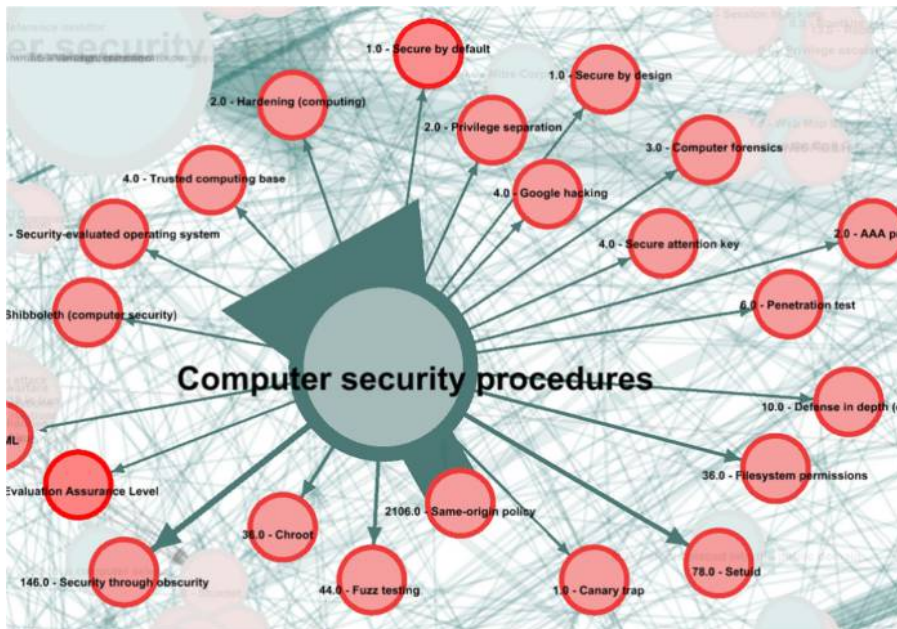 er security
1.0 - Secure by default
1.0 - Secure by design
2.0 - Hardening (computing)
2.0 - Privilege separation
3.0 - Computer forensics
4.0 - Trusted computing base
4.0 - Google hacking
- Security-evaluated operating system
4.0 - Secure attention key
2.0 - AAA p
6.0 - Penetration test
Shibboleth (computer security)
Computer security procedures
10.0 - Defense in depth (
ML
36.0 - Filesystem permissions
Evaluation Assurance Level
2106.0 - Same-origin policy
36.0 - Chroot
78.0 - Setuid
146.0 - Security through obscurity
44.0 - Fuzz testing
1.0 - Canary trap